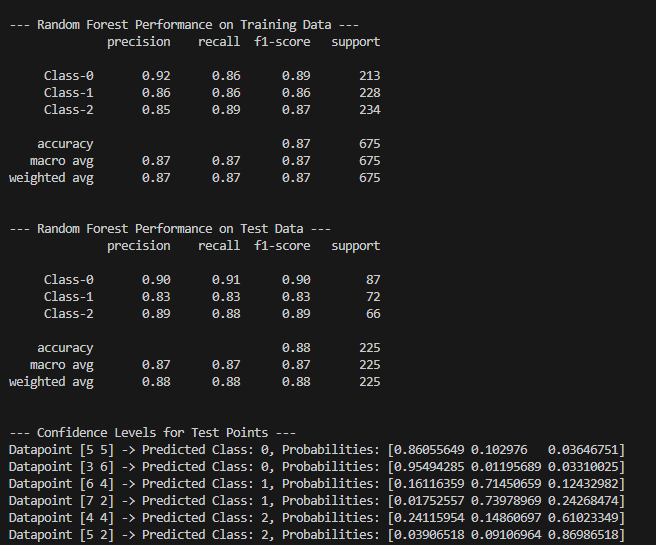 --- Random Forest Performance on Training Data ---
              precision    recall  f1-score   support

     Class-0       0.92      0.86      0.89       213
     Class-1       0.86      0.86      0.86       228
     Class-2       0.85      0.89      0.87       234

    accuracy                           0.87       675
   macro avg       0.87      0.87      0.87       675
weighted avg       0.87      0.87      0.87       675

--- Random Forest Performance on Test Data ---
              precision    recall  f1-score   support

     Class-0       0.90      0.91      0.90        87
     Class-1       0.83      0.83      0.83        72
     Class-2       0.89      0.88      0.89        66

    accuracy                           0.88       225
   macro avg       0.87      0.87      0.87       225
weighted avg       0.88      0.88      0.88       225

--- Confidence Levels for Test Points ---
Datapoint [5 5] -> Predicted Class: 0, Probabilities: [0.86055649 0.102976   0.03646751]
Datapoint [3 6] -> Predicted Class: 0, Probabilities: [0.95494285 0.01195689 0.03310025]
Datapoint [6 4] -> Predicted Class: 1, Probabilities: [0.16116359 0.71450659 0.12432982]
Datapoint [7 2] -> Predicted Class: 1, Probabilities: [0.01752557 0.73978969 0.24268474]
Datapoint [4 4] -> Predicted Class: 2, Probabilities: [0.24115954 0.14860697 0.61023349]
Datapoint [5 2] -> Predicted Class: 2, Probabilities: [0.03906518 0.09106964 0.86986518]